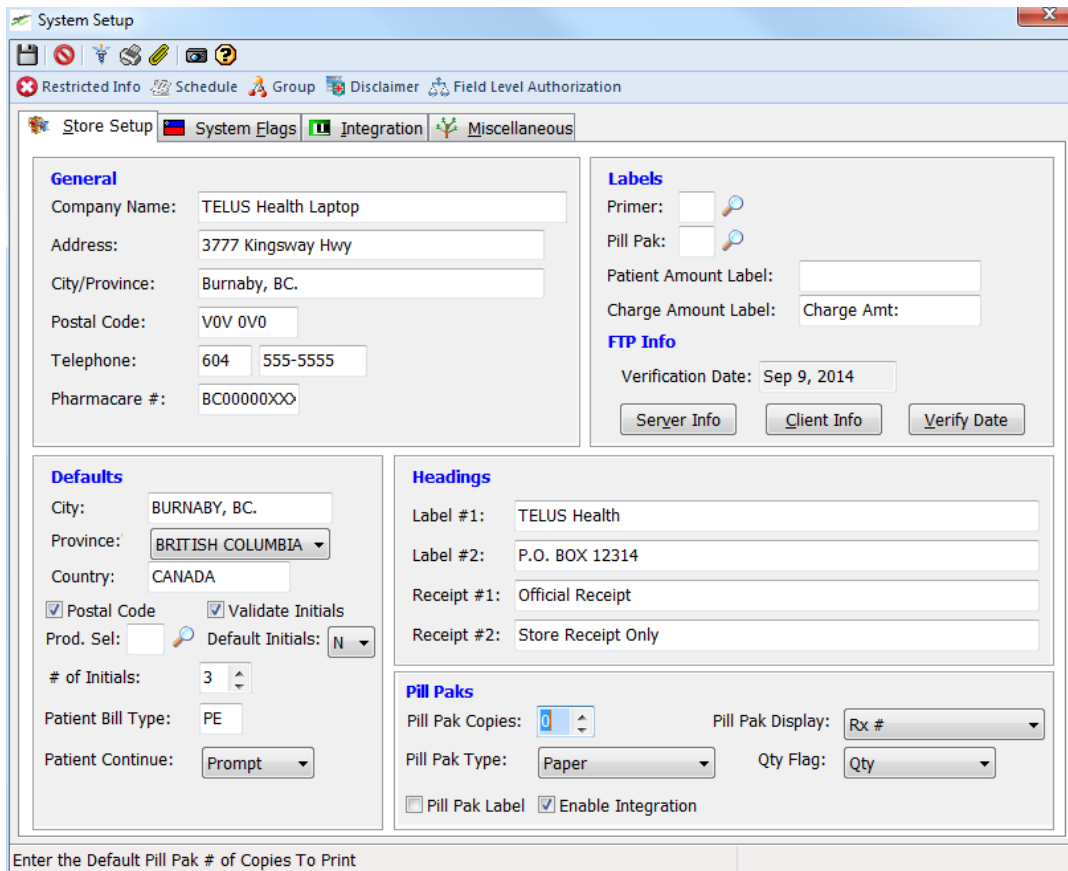 System Setup
Restricted Info Schedule Group Disclaimer Field Level Authorization
Store Setup System Flags Integration Miscellaneous
General
Company Name: TELUS Health Laptop
Address: 3777 Kingsway Hwy
City/Province: Burnaby, BC.
Postal Code: V0V 0V0
Telephone: 604 555-5555
Pharmacare #: BC00000XXX
Labels
Primer:
Pill Pak:
Patient Amount Label:
Charge Amount Label: Charge Amt:
FTP Info
Verification Date: Sep 9, 2014
Server Info Client Info Verify Date
Defaults
City: BURNABY, BC.
Province: BRITISH COLUMBIA
Country: CANADA
Postal Code Validate Initials
Prod. Sel: Default Initials: N
# of Initials: 3
Patient Bill Type: PE
Patient Continue: Prompt
Headings
Label #1: TELUS Health
Label #2: P.O. BOX 12314
Receipt #1: Official Receipt
Receipt #2: Store Receipt Only
Pill Paks
Pill Pak Copies: 0 Pill Pak Display: Rx #
Pill Pak Type: Paper Qty Flag: Qty
Pill Pak Label Enable Integration
Enter the Default Pill Pak # of Copies To Print